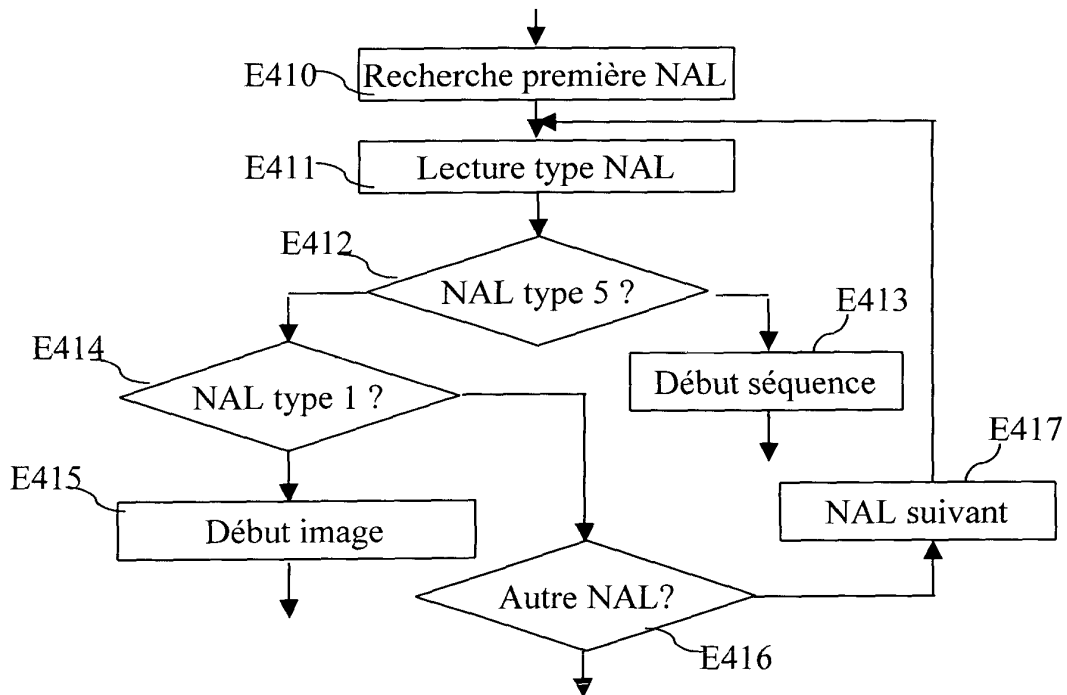 E410
Recherche première NAL
E411
Lecture type NAL
E412
NAL type 5 ?
E413
Début séquence
E414
NAL type 1 ?
E415
Début image
E417
NAL suivant
Autre NAL?
E416